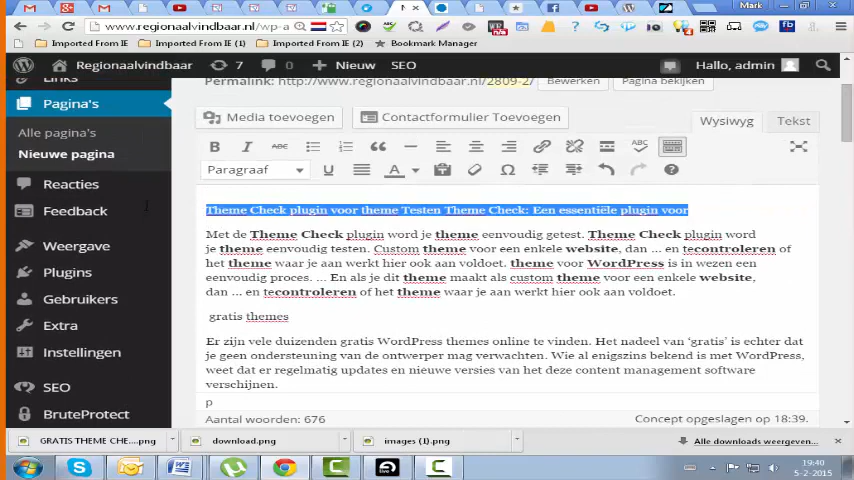 Mark
www.regionaalvindbaar.nl/wp-a
Imported From IE
Imported From IE (1)
Imported From IE (2)
Bookmark Manager
Regionaalvindbaar.nl 7 0 Nieuw SEO Hallo, admin
Links
Permalink: http://www.regionaalvindbaar.nl/2809-2/ Bewerken Pagina bekijken
Pagina's
Alle pagina's
Nieuwe pagina
Reacties
Feedback
Weergave
Plugins
Gebruikers
Extra
Instellingen
SEO
BruteProtect
Media toevoegen Contactformulier Toevoegen Wysiwyg Tekst
B I ABC
Paragraaf U A
Theme Check plugin voor theme Testen Theme Check: Een essentiële plugin voor
Met de Theme Check plugin word je theme eenvoudig getest. Theme Check plugin word
je theme eenvoudig testen. Custom theme voor een enkele website, dan ... en tecontroleren of
het theme waar je aan werkt hier ook aan voldoet. theme voor WordPress is in wezen een
eenvoudig proces. ... En als je dit theme maakt als custom theme voor een enkele website,
dan ... en tecontroleren of het theme waar je aan werkt hier ook aan voldoet.
gratis themes
Er zijn vele duizenden gratis WordPress themes online te vinden. Het nadeel van ‘gratis’ is echter dat
je geen ondersteuning van de ontwerper mag verwachten. Wie al enigszins bekend is met WordPress,
weet dat er regelmatig updates en nieuwe versies van het deze content management software
verschijnen.
p
Aantal woorden: 676 Concept opgeslagen op 18:39.
GRATIS THEME CHE....png download.png images (1).png Alle downloads weergeven...
19:40
5-2-2015